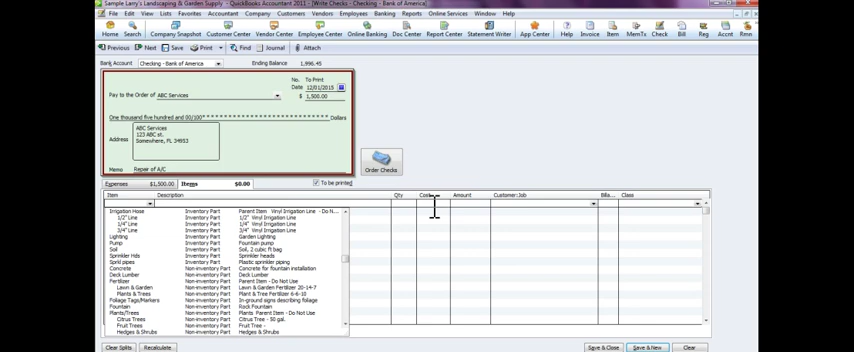 Sample Larry's Landscaping & Garden Supply - QuickBooks Accountant 2011 - [Write Checks - Checking - Bank of America]
File Edit View Lists Favorites Accountant Company Customers Vendors Employees Banking Reports Online Services Window Help
Home Search Company Snapshot Customer Center Vendor Center Employee Center Online Banking Doc Center Report Center Statement Writer App Center Help Invoice Item MemTx Check Bill Reg Accnt Rmn
Previous Next Save Print Find Journal Attach
Bank Account Checking - Bank of America Ending Balance 1,996.45
No. To Print
Date 12/01/2015
Pay to the Order of ABC Services $ 1,500.00
One thousand five hundred and 00/100* * * * * * * * * * * * * * * * * * * * * * * * * * * * * Dollars
ABC Services
Address 123 ABC st.
Somewhere, FL 34953
Memo Repair of A/C
Order Checks
Expenses $1,500.00 Items $0.00 To be printed
Item Description Qty Cost Amount Customer:Job Billa... Class
Irrigation Hose Inventory Part Parent Item Vinyl Irrigation Line - Do N...
1/2" Line Inventory Part 1/2" Vinyl Irrigation Line
1/4" Line Inventory Part 1/4" Vinyl Irrigation Line
3/4" Line Inventory Part 3/4" Vinyl Irrigation Line
Lighting Inventory Part Garden Lighting
Pump Inventory Part Fountain pump
Soil Inventory Part Soil, 2 cubic ft bag
Sprinkler Hds Inventory Part Sprinkler heads
Sprkl pipes Inventory Part Plastic sprinkler piping
Concrete Non-inventory Part Concrete for fountain installation
Deck Lumber Non-inventory Part Deck Lumber
Fertilizer Non-inventory Part Parent Item - Do Not Use
Lawn & Garden Non-inventory Part Lawn & Garden Fertilizer 20-14-7
Plants & Trees Non-inventory Part Plant & Tree Fertilizer 6-6-10
Foliage Tags/Markers Non-inventory Part In-ground signs describing foliage
Fountain Non-inventory Part Rock Fountain
Plants/Trees Non-inventory Part Plants Parent Item - Do Not Use
Citrus Tree Non-inventory Part Citrus Tree - 50 gal.
Fruit Trees Non-inventory Part Fruit Tree -
Hedges & Shrubs Non-inventory Part Hedges & Shrubs
Clear Splits Recalculate Save & Close Save & New Clear